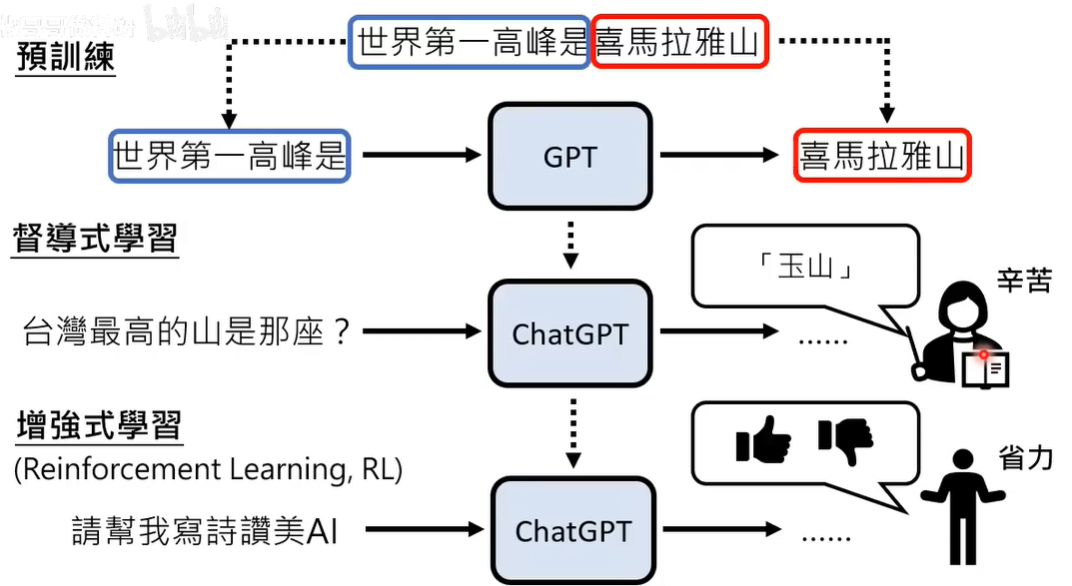 預訓練
世界第一高峰是喜馬拉雅山
世界第一高峰是
GPT
喜馬拉雅山
督導式學習
「玉山」
辛苦
台灣最高的山是那座？
ChatGPT
……
增強式學習
(Reinforcement Learning, RL)
省力
請幫我寫詩讚美AI
ChatGPT
……